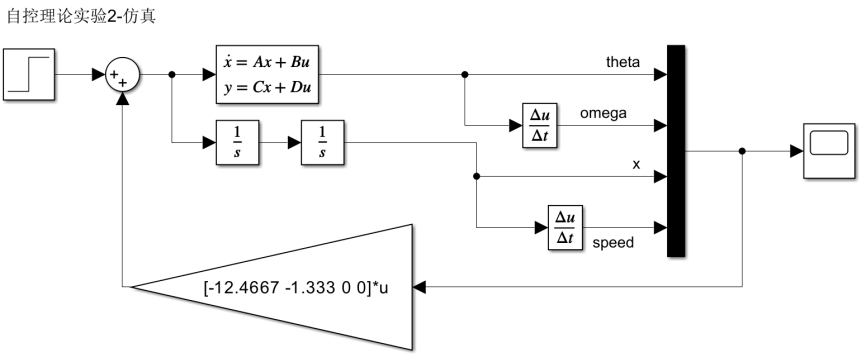 自控理论实验2-仿真
ẋ = Ax + Bu
y = Cx + Du
theta
Δu
Δt
omega
1
s
1
s
x
Δu
Δt
speed
[-12.4667 -1.333 0 0]*u